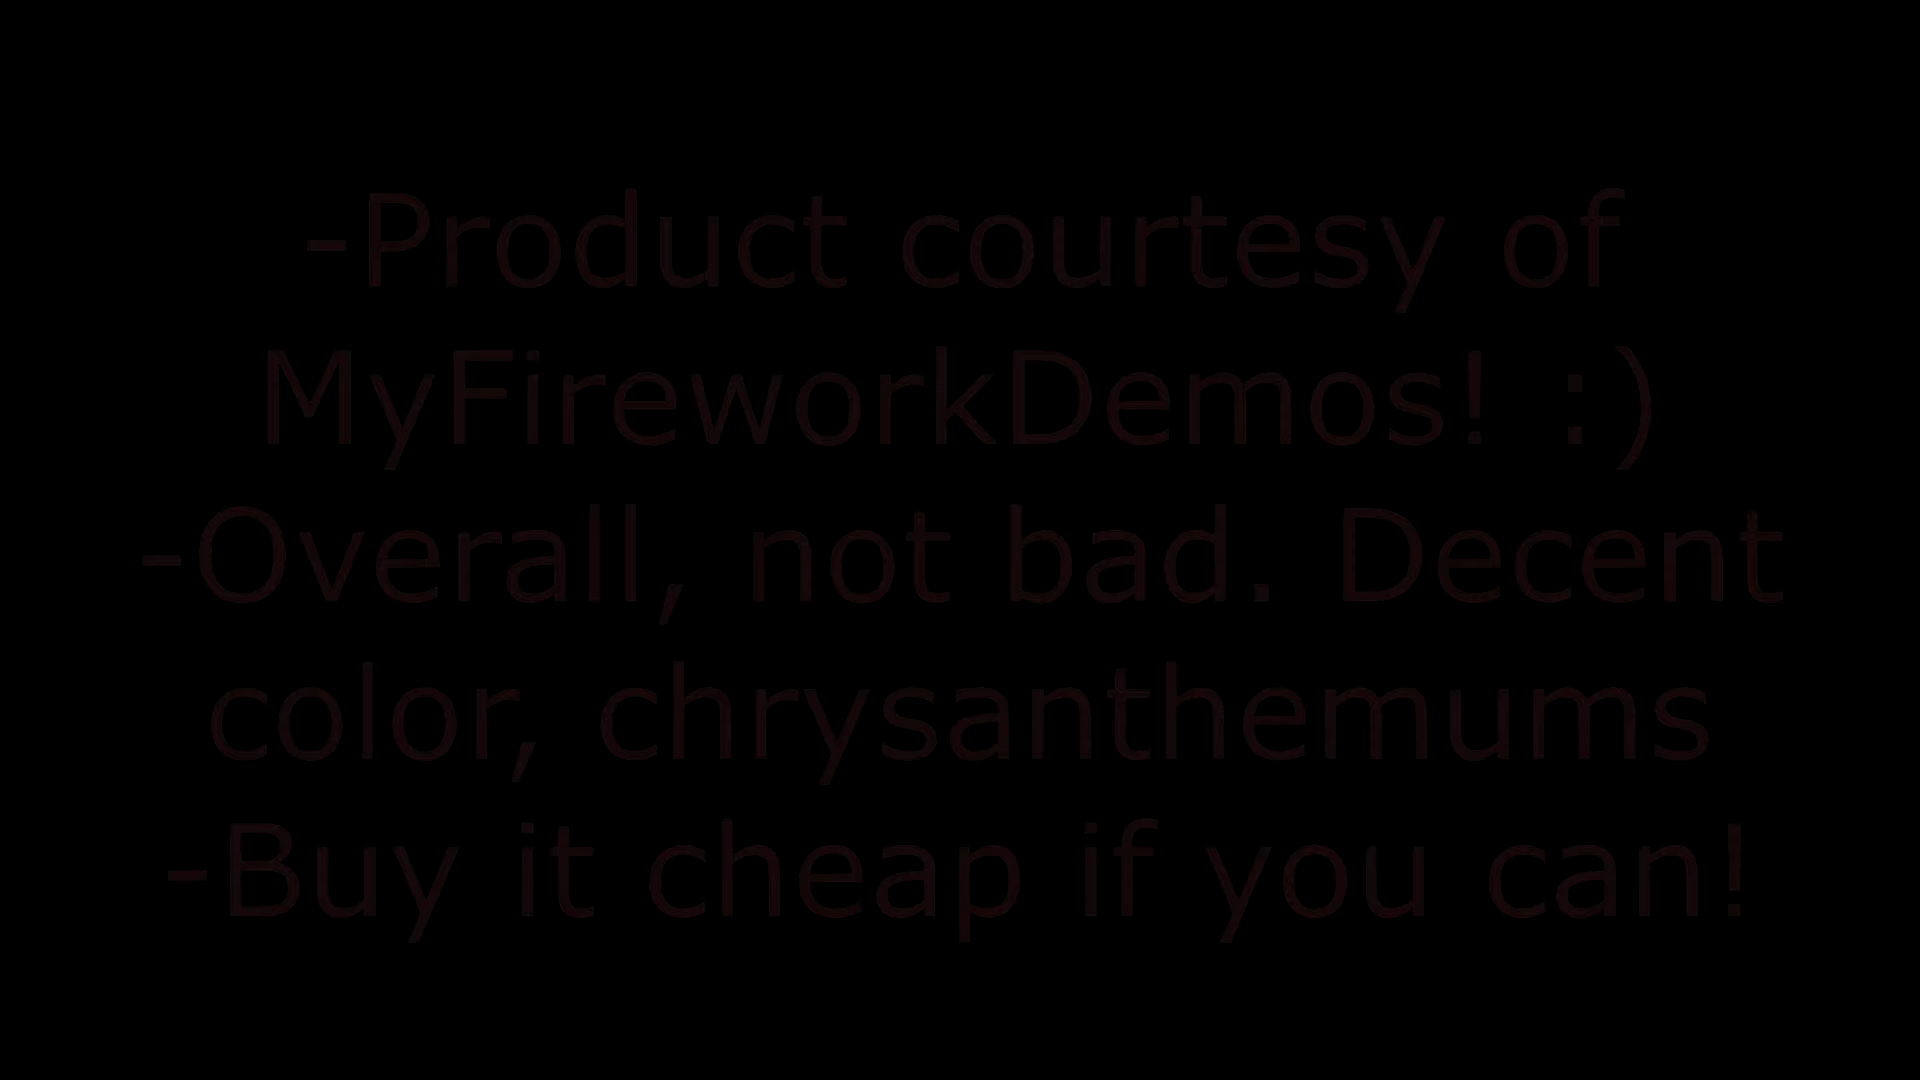 -Product courtesy of
MyFireworkDemos! :)
-Overall, not bad. Decent
color, chrysanthemums
-Buy it cheap if you can!